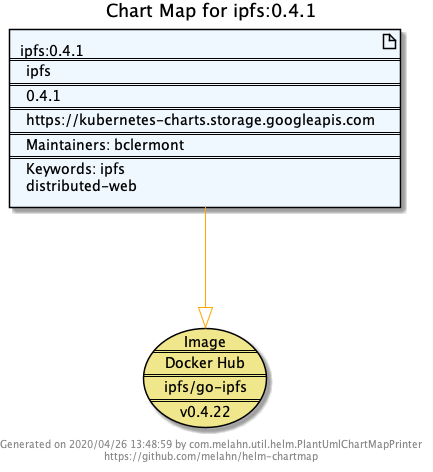 Chart Map for ipfs:0.4.1
ipfs:0.4.1
ipfs
0.4.1
https://kubernetes-charts.storage.googleapis.com
Maintainers: bclermont
Keywords: ipfs
distributed-web
Image
Docker Hub
ipfs/go-ipfs
v0.4.22
Generated on 2020/04/26 13:48:59 by com.melahn.util.helm.PlantUmlChartMapPrinter
https://github.com/melahn/helm-chartmap